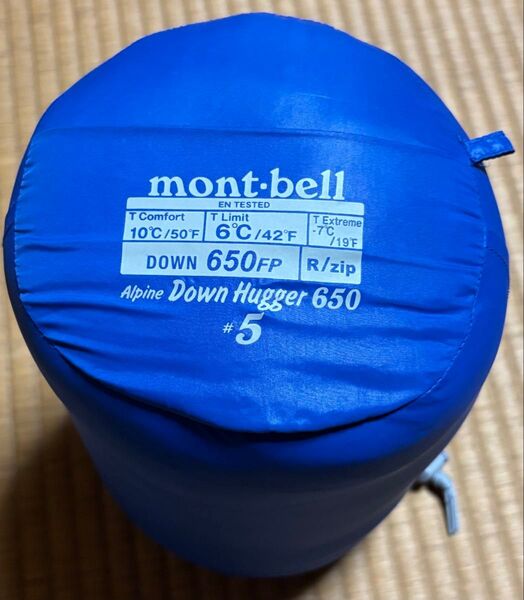 mont-bell
EN TESTED
T Comfort T Limit T Extreme
10℃/50℉ 6℃/42℉ -7℃/19℉
DOWN 650FP R/zip
Alpine Down Hugger 650
#5